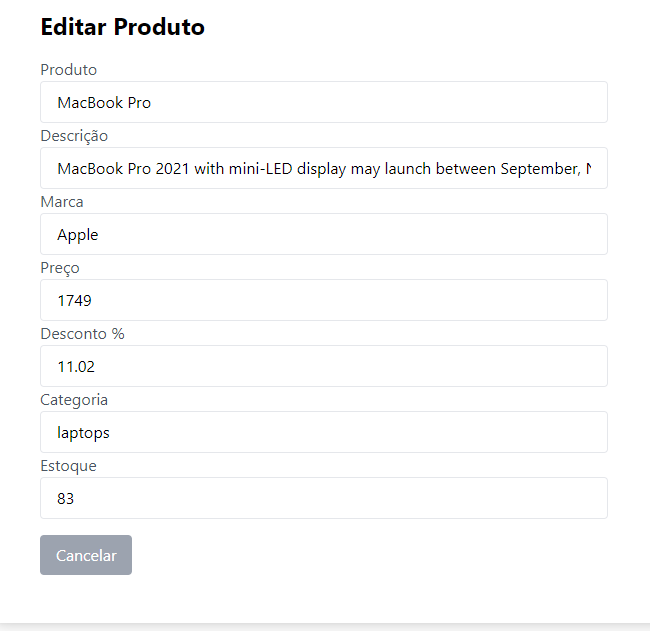 Editar Produto
Produto
MacBook Pro
Descrição
MacBook Pro 2021 with mini-LED display may launch between September,
Marca
Apple
Preço
1749
Desconto %
11.02
Categoria
laptops
Estoque
83
Cancelar